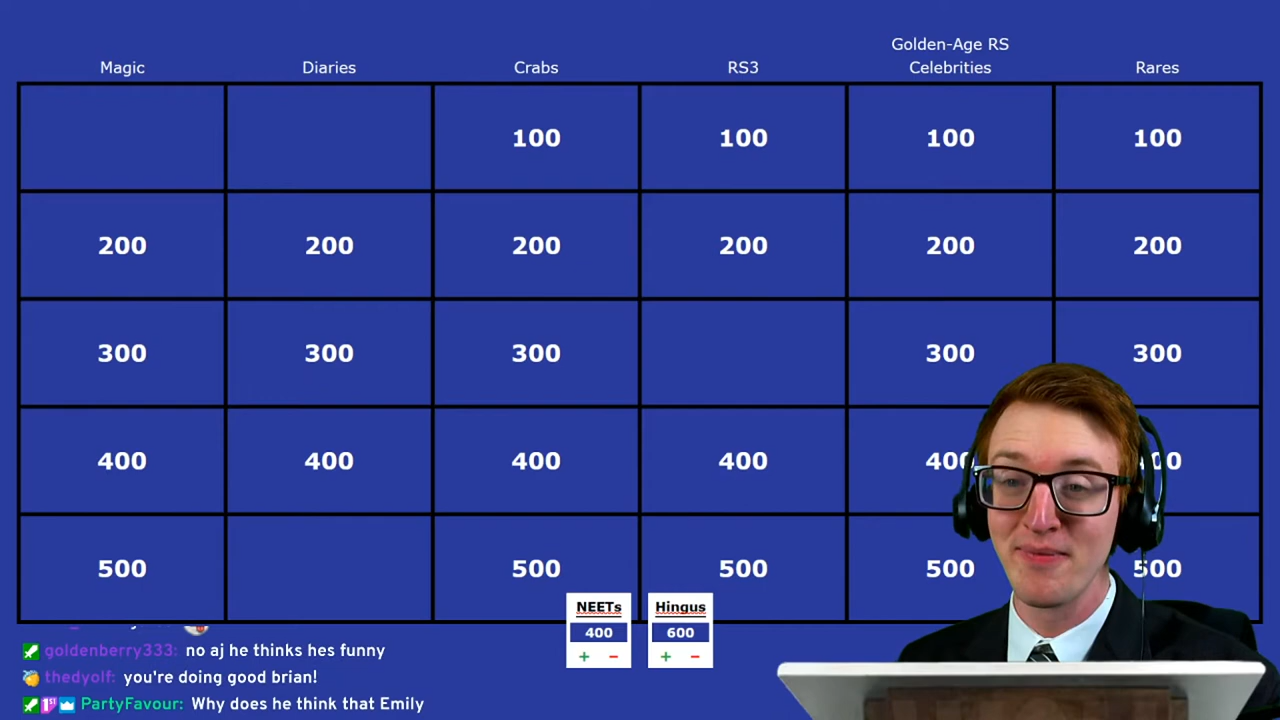 Golden-Age RS
Magic Diaries Crabs RS3 Celebrities Rares
100 100 100 100
200 200 200 200 200 200
300 300 300 300 300
400 400 400 400
500 500 500 500 500
NEETs Hingus
400 600
+ − + −
goldenberry333: no aj he thinks hes funny
thedyolf: you're doing good brian!
1ST PartyFavour: Why does he think that Emily